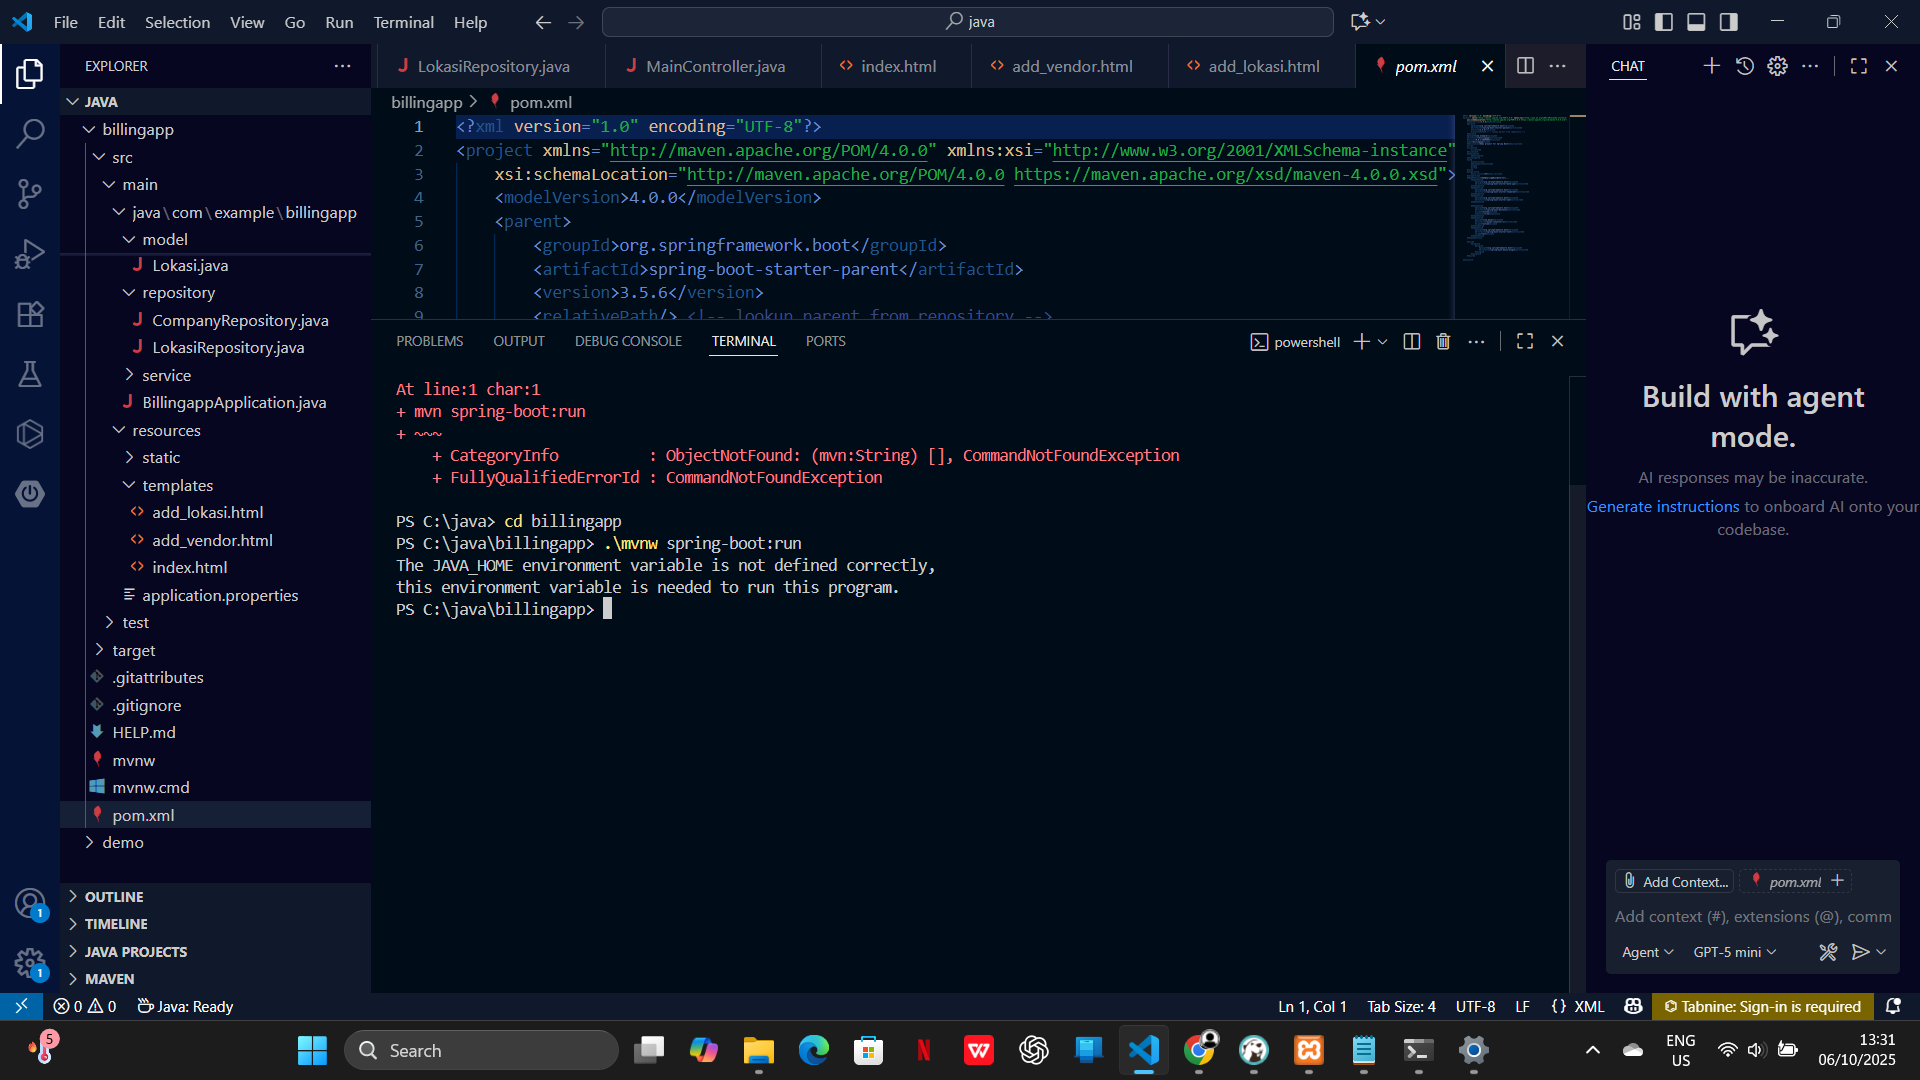 File Edit Selection View Go Run Terminal Help
java
EXPLORER
JAVA
billingapp
src
main
java\com\example\billingapp
model
Lokasi.java
repository
CompanyRepository.java
LokasiRepository.java
service
BillingappApplication.java
resources
static
templates
add_lokasi.html
add_vendor.html
index.html
application.properties
test
target
.gitattributes
.gitignore
HELP.md
mvnw
mvnw.cmd
pom.xml
demo
OUTLINE
TIMELINE
JAVA PROJECTS
MAVEN
LokasiRepository.java MainController.java index.html add_vendor.html add_lokasi.html pom.xml
billingapp > pom.xml
1 <?xml version="1.0" encoding="UTF-8"?>
2 <project xmlns="http://maven.apache.org/POM/4.0.0" xmlns:xsi="http://www.w3.org/2001/XMLSchema-instance"
3 xsi:schemaLocation="http://maven.apache.org/POM/4.0.0 https://maven.apache.org/xsd/maven-4.0.0.xsd">
4 <modelVersion>4.0.0</modelVersion>
5 <parent>
6 <groupId>org.springframework.boot</groupId>
7 <artifactId>spring-boot-starter-parent</artifactId>
8 <version>3.5.6</version>
9 <relativePath/> <!-- lookup parent from repository -->
PROBLEMS OUTPUT DEBUG CONSOLE TERMINAL PORTS
powershell
At line:1 char:1
+ mvn spring-boot:run
+ ~~~
+ CategoryInfo : ObjectNotFound: (mvn:String) [], CommandNotFoundException
+ FullyQualifiedErrorId : CommandNotFoundException
PS C:\java> cd billingapp
PS C:\java\billingapp> .\mvnw spring-boot:run
The JAVA_HOME environment variable is not defined correctly,
this environment variable is needed to run this program.
PS C:\java\billingapp>
CHAT
Build with agent
mode.
AI responses may be inaccurate.
Generate instructions to onboard AI onto your
codebase.
Add Context... pom.xml
Add context (#), extensions (@), comm
Agent GPT-5 mini
1
1
0 0 Java: Ready
Ln 1, Col 1 Tab Size: 4 UTF-8 LF {} XML Tabnine: Sign-in is required
5
Search
ENG
US
13:31
06/10/2025